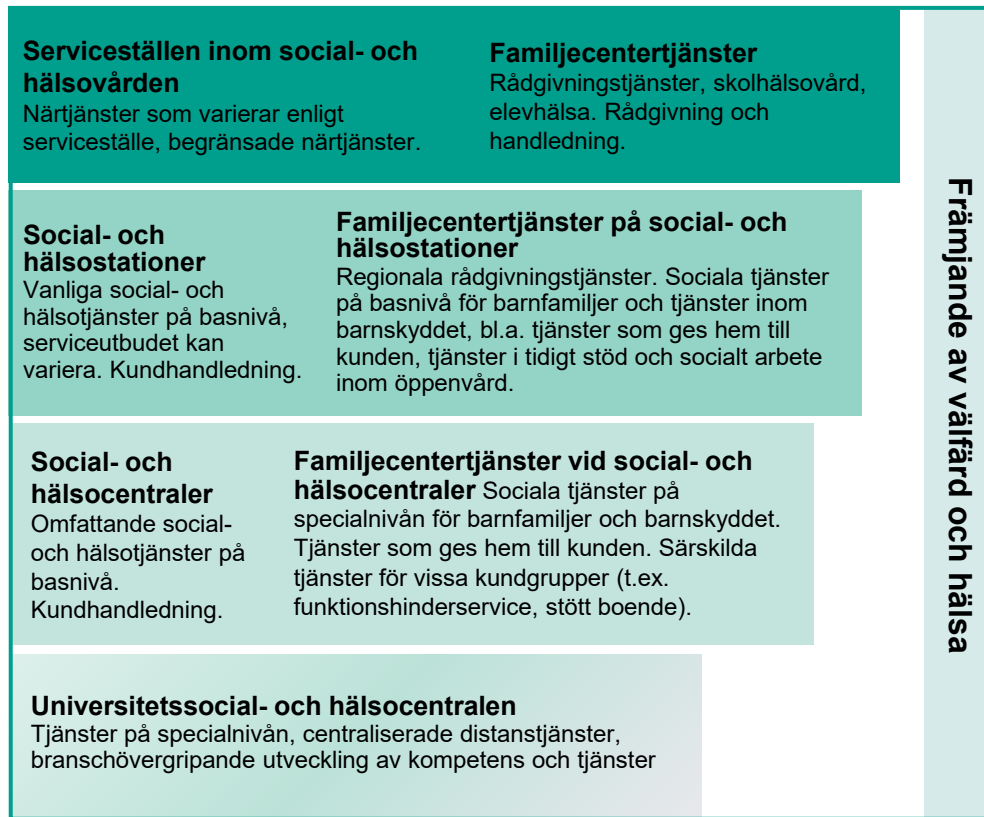 Serviceställen inom social- och
hälsovården
Närtjänster som varierar enligt
serviceställe, begränsade närtjänster.
Familjecentertjänster
Rådgivningstjänster, skolhälsovård,
elevhälsa. Rådgivning och
handledning.
Social- och
hälsostationer
Vanliga social- och
hälsotjänster på basnivå,
serviceutbudet kan
variera. Kundhandledning.
Familjecentertjänster på social- och
hälsostationer
Regionala rådgivningstjänster. Sociala tjänster
på basnivå för barnfamiljer och tjänster inom
barnskyddet, bl.a. tjänster som ges hem till
kunden, tjänster i tidigt stöd och socialt arbete
inom öppenvård.
Social- och
hälsocentraler
Omfattande social-
och hälsotjänster på
basnivå.
Kundhandledning.
Familjecentertjänster vid social- och
hälsocentraler Sociala tjänster på
specialnivån för barnfamiljer och barnskyddet.
Tjänster som ges hem till kunden. Särskilda
tjänster för vissa kundgrupper (t.ex.
funktionshinderservice, stött boende).
Universitetssocial- och hälsocentralen
Tjänster på specialnivån, centraliserade distanstjänster,
branschövergripande utveckling av kompetens och tjänster
Främjande av välfärd och hälsa